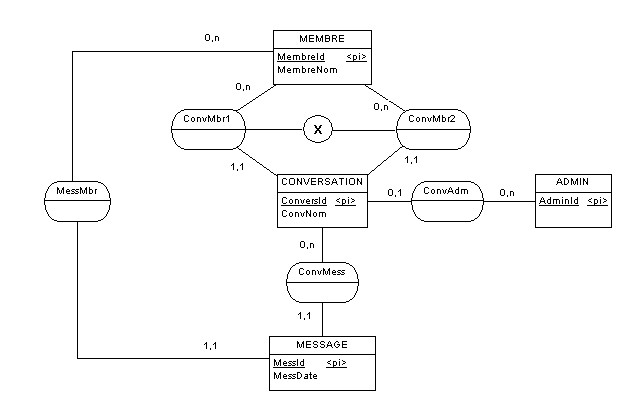 MEMBRE
0,n
MembreId <pi>
MembreNom
0,n
0,n
ConvMbr1
X
ConvMbr2
1,1
1,1
CONVERSATION
ADMIN
MessMbr
0,1
ConvAdm
0,n
ConversId <pi>
AdminId <pi>
ConvNom
0,n
ConvMess
1,1
1,1
MESSAGE
MessId <pi>
MessDate